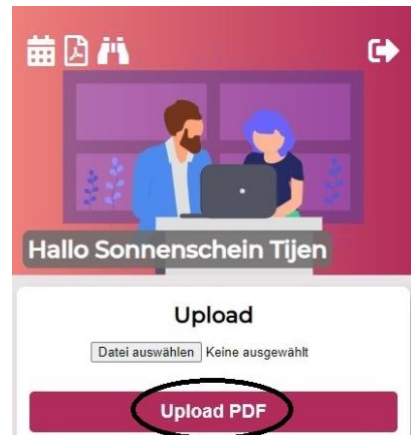 Hallo Sonnenschein Tijen
Upload
Datei auswählen Keine ausgewählt
Upload PDF